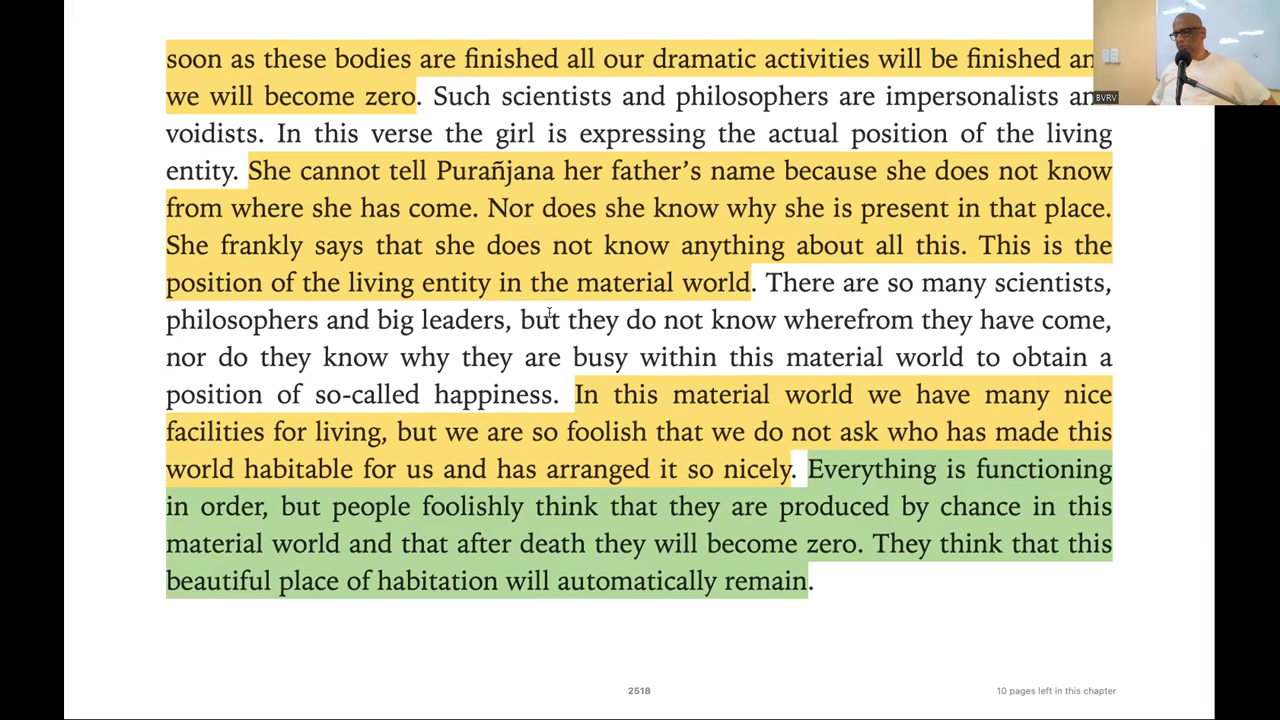 soon as these bodies are finished all our dramatic activities will be finished an
we will become zero. Such scientists and philosophers are impersonalists an
voidists. In this verse the girl is expressing the actual position of the living
entity. She cannot tell Purañjana her father’s name because she does not know
from where she has come. Nor does she know why she is present in that place.
She frankly says that she does not know anything about all this. This is the
position of the living entity in the material world. There are so many scientists,
philosophers and big leaders, but they do not know wherefrom they have come,
nor do they know why they are busy within this material world to obtain a
position of so-called happiness. In this material world we have many nice
facilities for living, but we are so foolish that we do not ask who has made this
world habitable for us and has arranged it so nicely. Everything is functioning
in order, but people foolishly think that they are produced by chance in this
material world and that after death they will become zero. They think that this
beautiful place of habitation will automatically remain.
2518
10 pages left in this chapter
BVRV